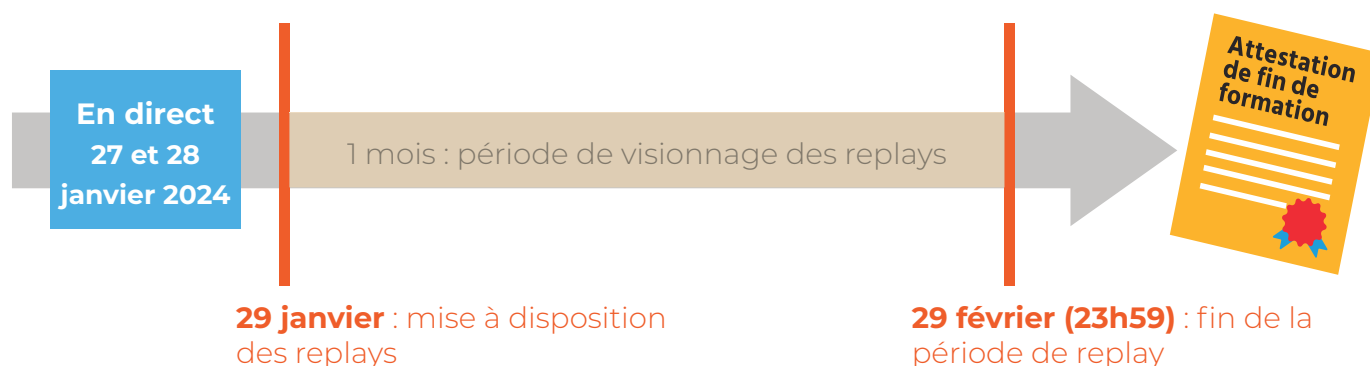 En direct
27 et 28
janvier 2024
1 mois : période de visionnage des replays
Attestation
de fin de
formation
29 janvier : mise à disposition
des replays
29 février (23h59) : fin de la
période de replay